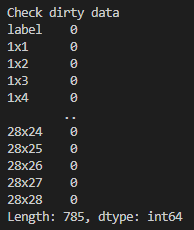 Check dirty data
label 0
1x1 0
1x2 0
1x3 0
1x4 0
..
28x24 0
28x25 0
28x26 0
28x27 0
28x28 0
Length: 785, dtype: int64